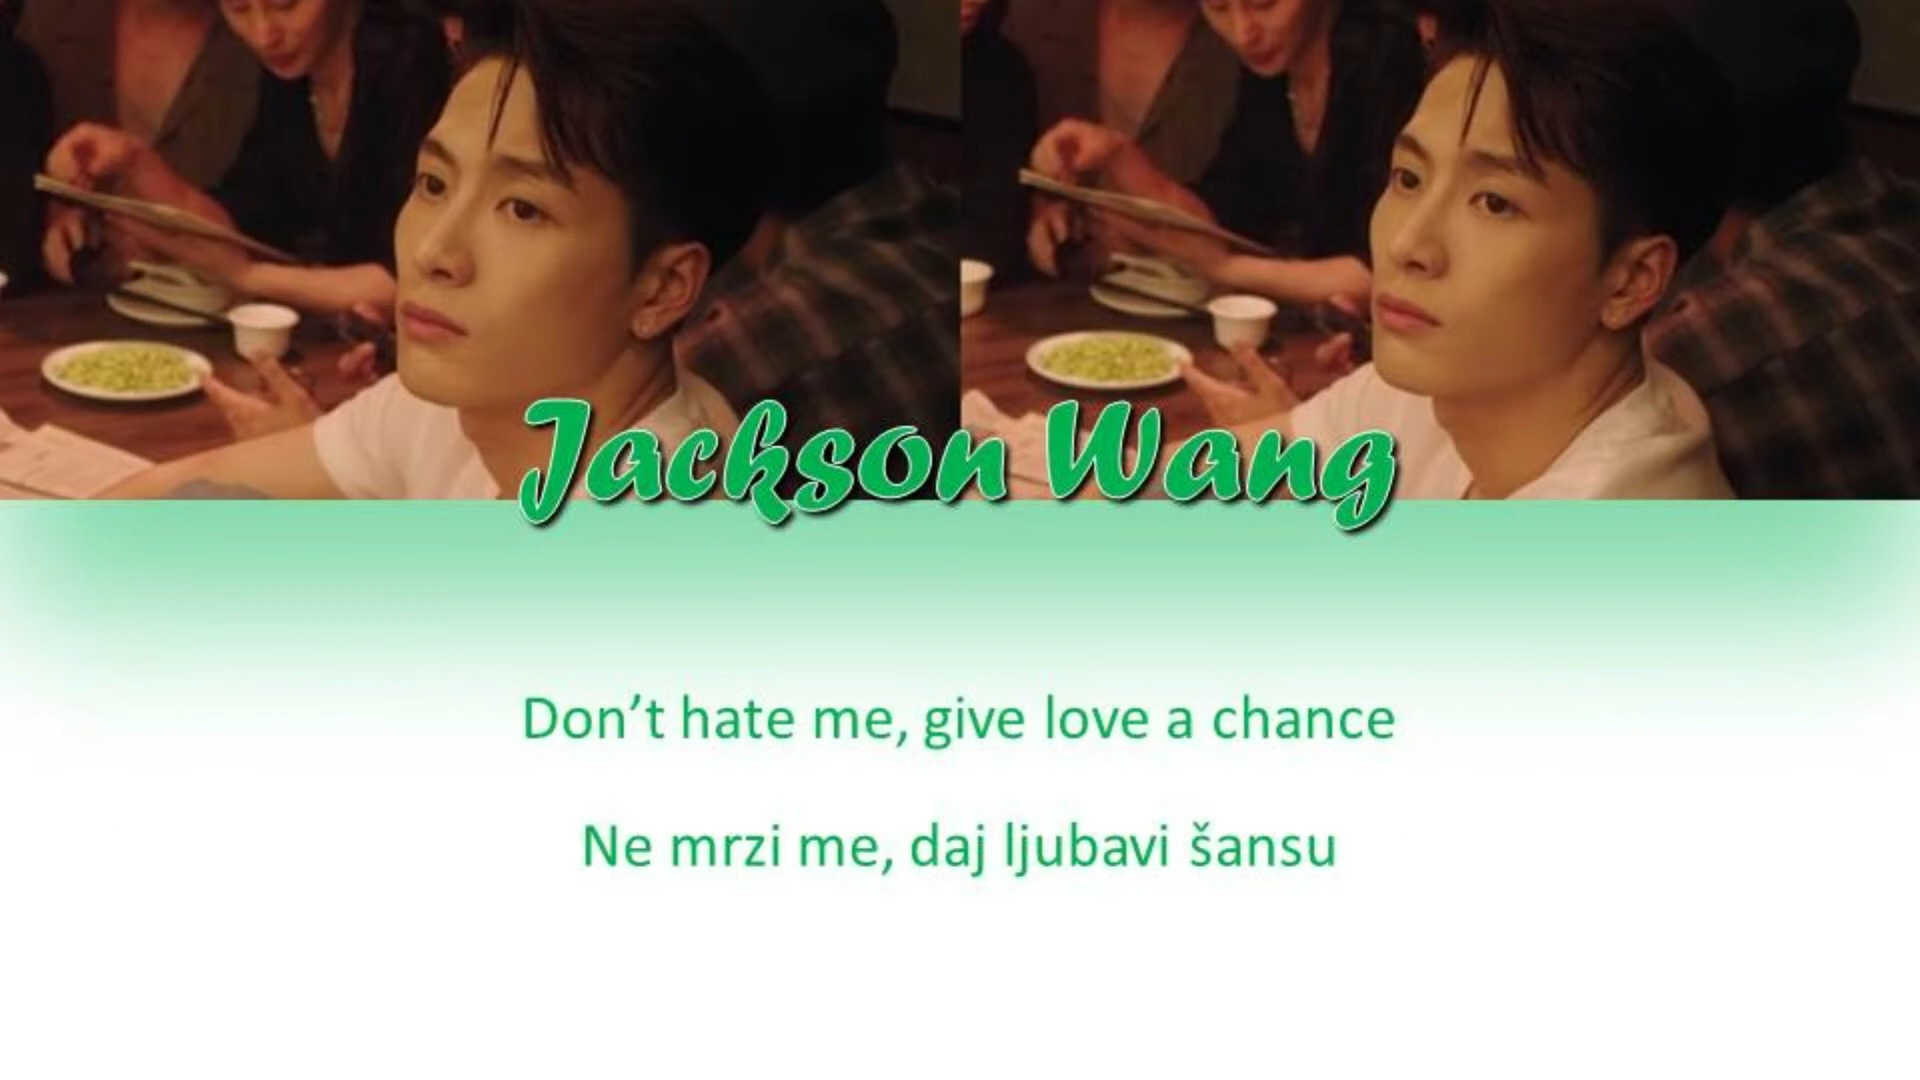 Jackson Wang
Don’t hate me, give love a chance
Ne mrzi me, daj ljubavi šansu